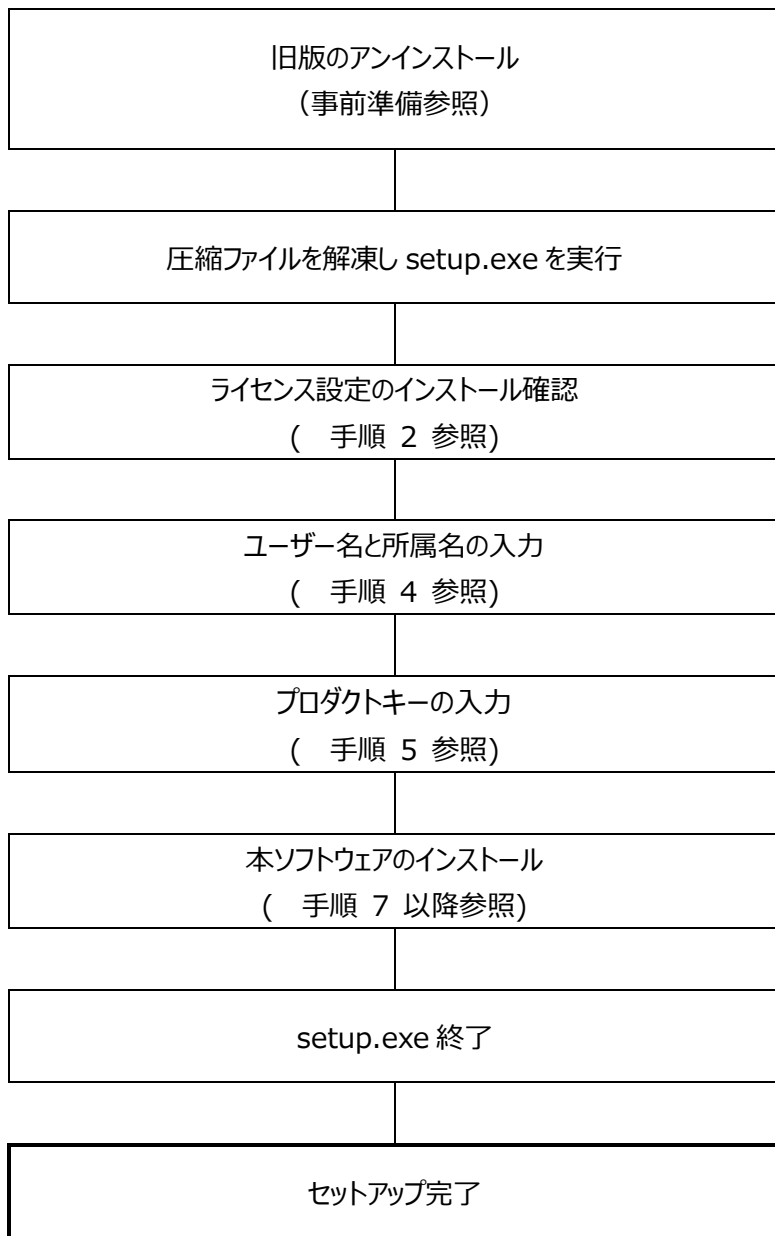 旧版のアンインストール
（事前準備参照）
圧縮ファイルを解凍し setup.exe を実行
ライセンス設定のインストール確認
(　手順 2 参照)
ユーザー名と所属名の入力
(　手順 4 参照)
プロダクトキーの入力
(　手順 5 参照)
本ソフトウェアのインストール
(　手順 7 以降参照)
setup.exe 終了
セットアップ完了